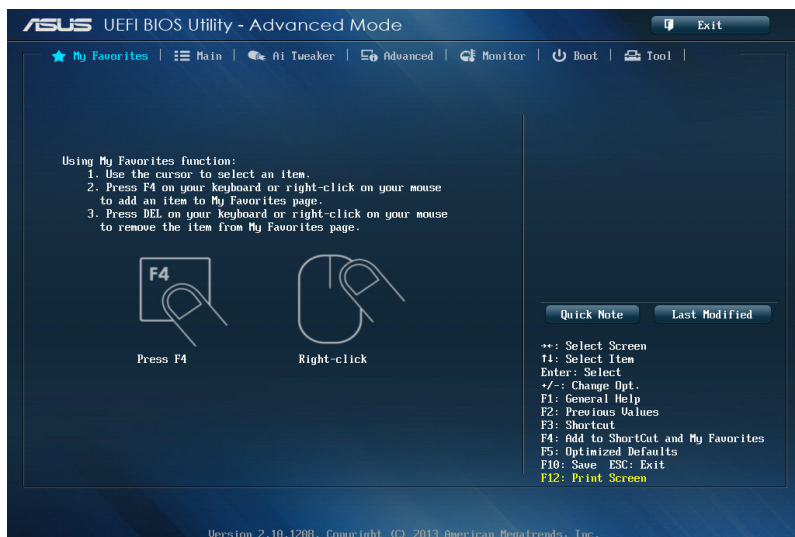 ASUS UEFI BIOS Utility - Advanced Mode
Exit
My Favorites | Main | Ai Tweaker | Advanced | Monitor | Boot | Tool |
Using My Favorites function:
1. Use the cursor to select an item.
2. Press F4 on your keyboard or right-click on your mouse
to add an item to My Favorites page.
3. Press DEL on your keyboard or right-click on your mouse
to remove the item from My Favorites page.
F4
Press F4
Right-click
Quick Note
Last Modified
→←: Select Screen
↑↓: Select Item
Enter: Select
+/-: Change Opt.
F1: General Help
F2: Previous Values
F3: Shortcut
F4: Add to ShortCut and My Favorites
F5: Optimized Defaults
F10: Save ESC: Exit
F12: Print Screen
Version 2.10.1208. Copyright (C) 2013 American Megatrends, Inc.